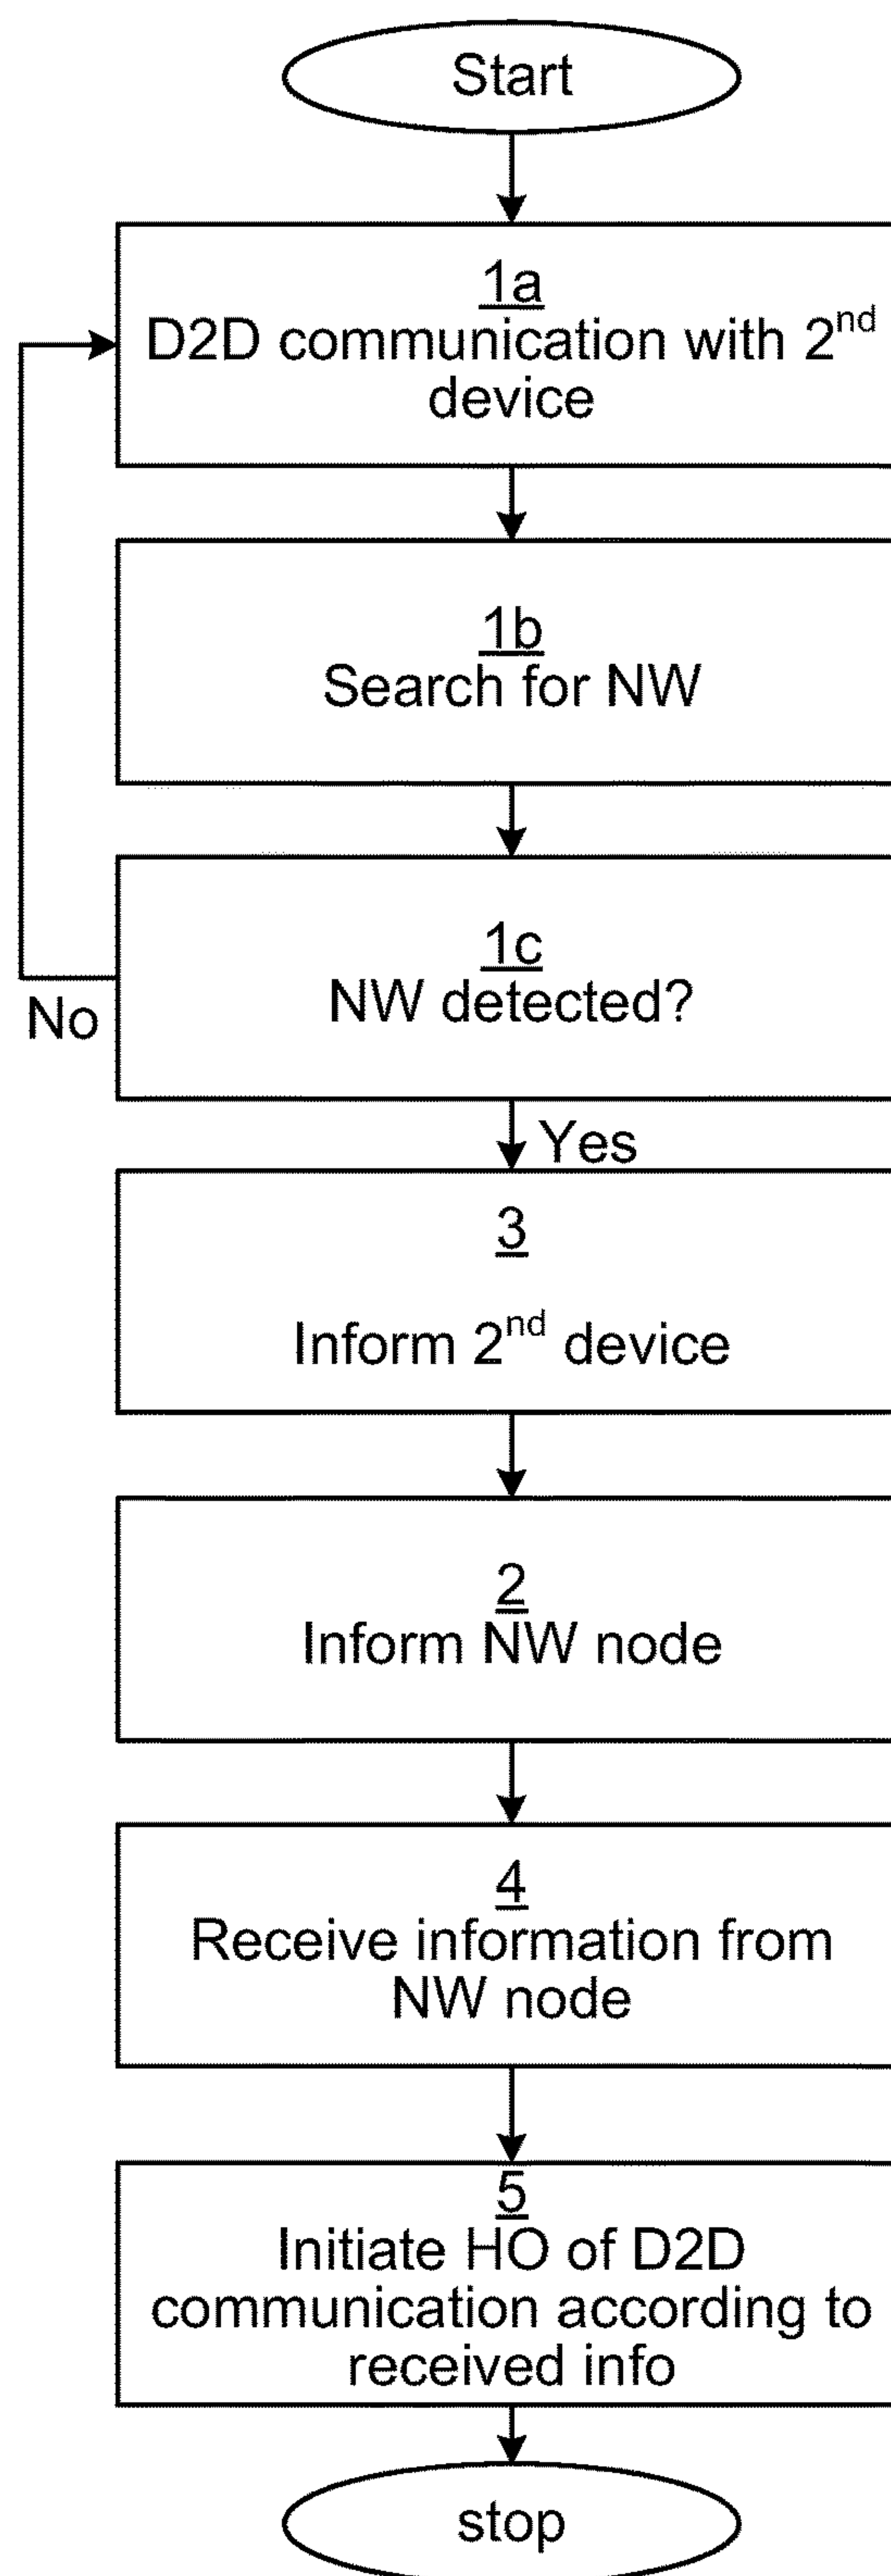 Start
1a
D2D communication with 2nd
device
1b
Search for NW
1c
NW detected?
No
Yes
3
Inform 2nd device
2
Inform NW node
4
Receive information from
NW node
5
Initiate HO of D2D
communication according to
received info
stop